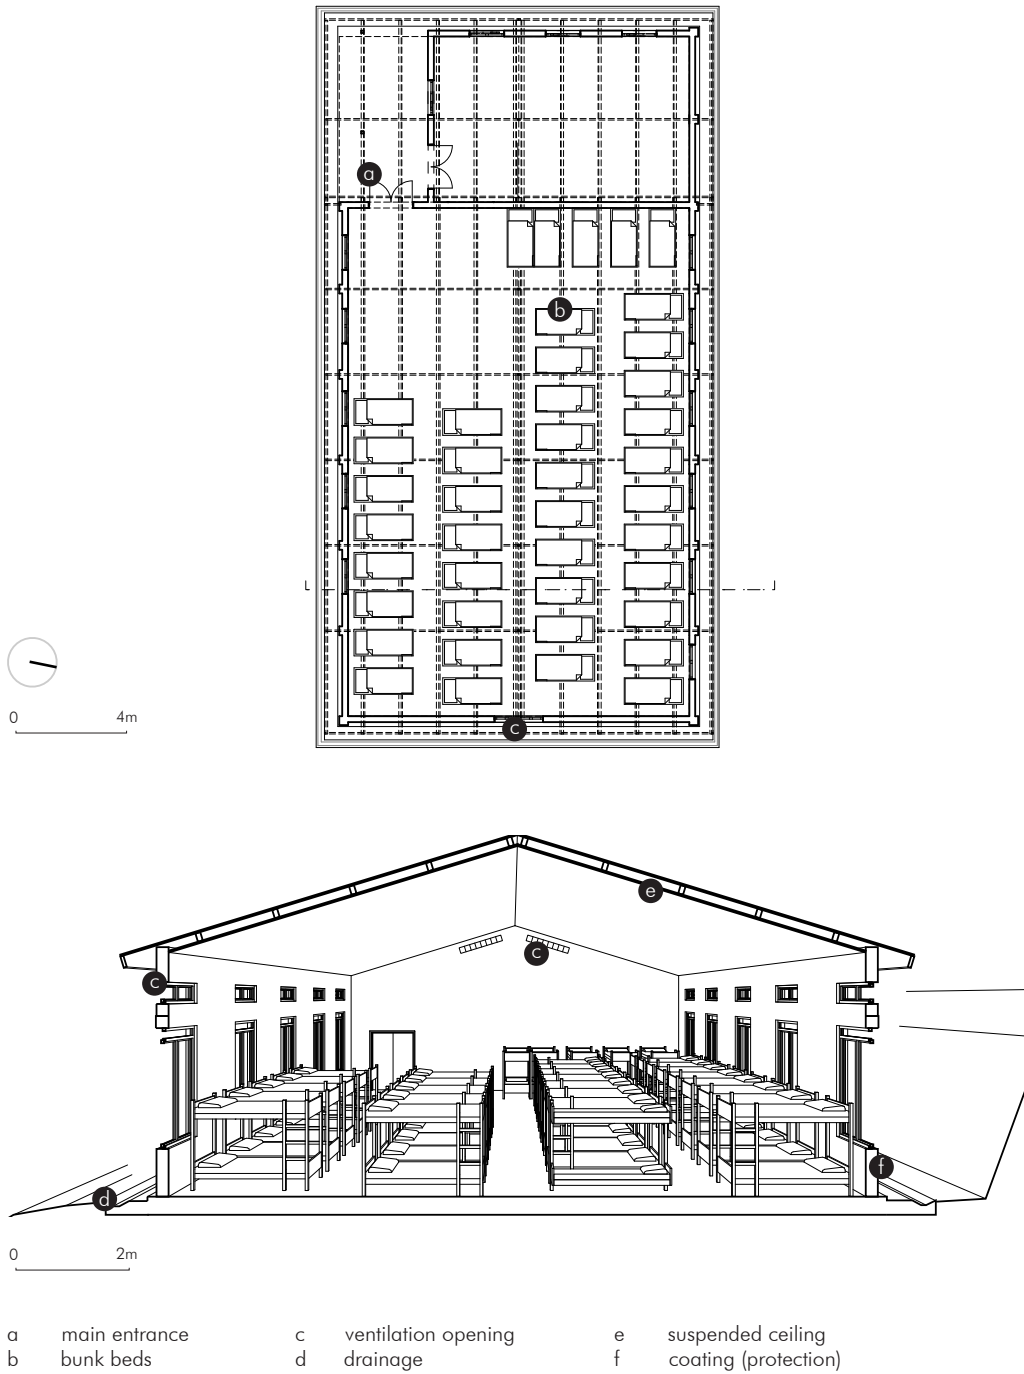 a
b
c
0 4m
e
c
c
f
d
0 2m
a main entrance c ventilation opening e suspended ceiling
b bunk beds d drainage f coating (protection)